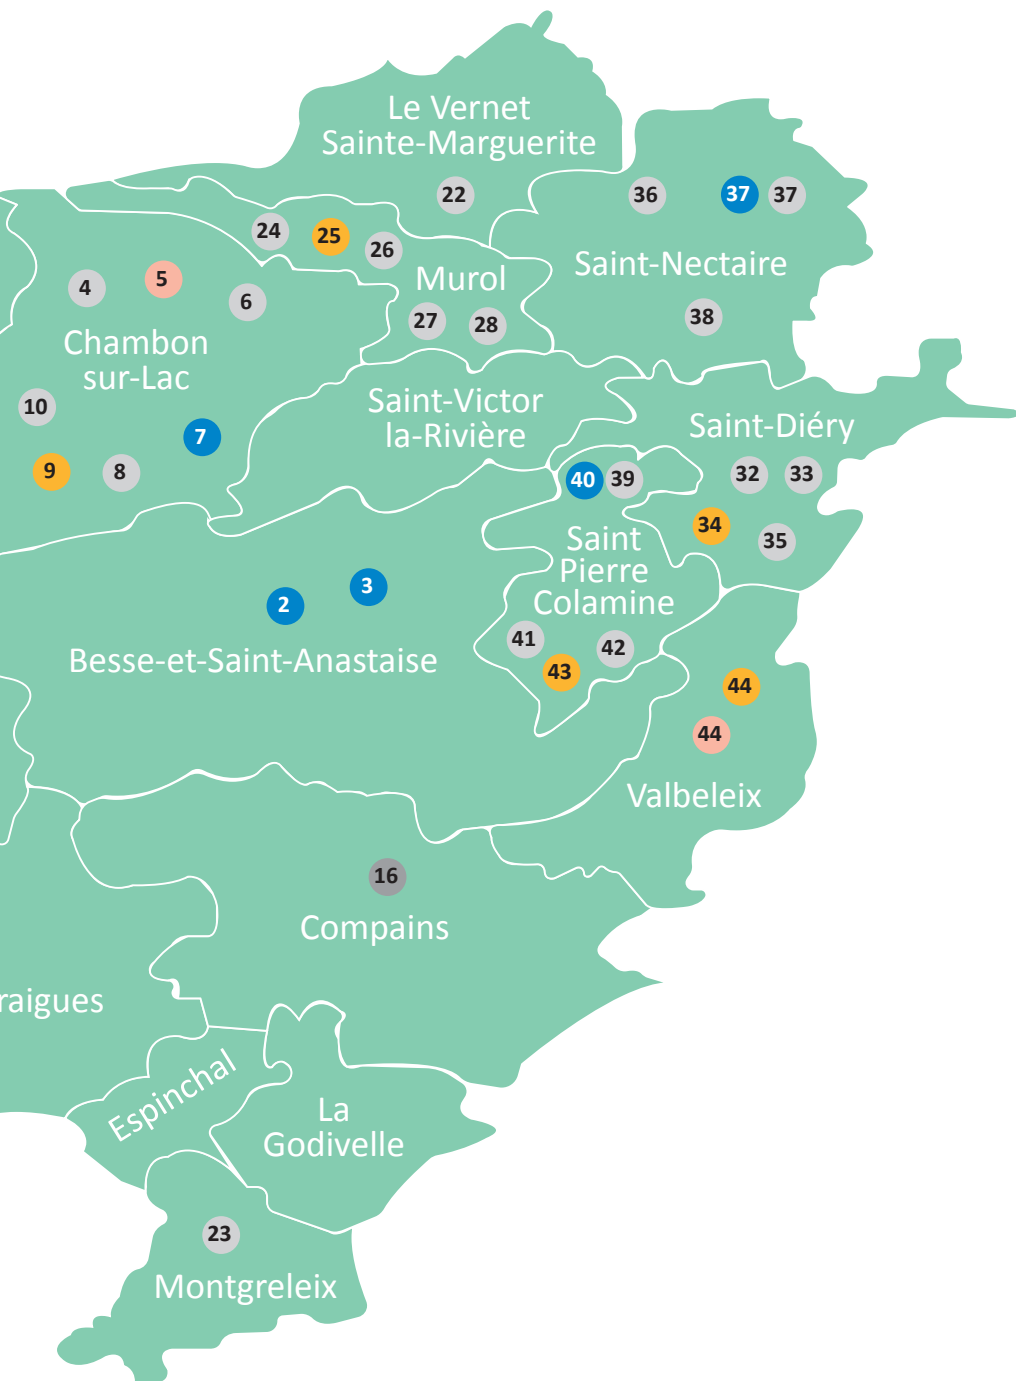 Le Vernet
Sainte-Marguerite
22
36
37
37
24
25
26
Saint-Nectaire
Murol
4
5
6
27
28
38
Chambon
sur-Lac
Saint-Victor
la-Rivière
10
Saint-Diéry
7
9
8
40
39
32
33
34
35
Saint
Pierre
Colamine
2
3
41
42
43
Besse-et-Saint-Anastaise
44
44
Valbeleix
16
Compains
raigues
Espinchal
La
Godivelle
23
Montgreleix